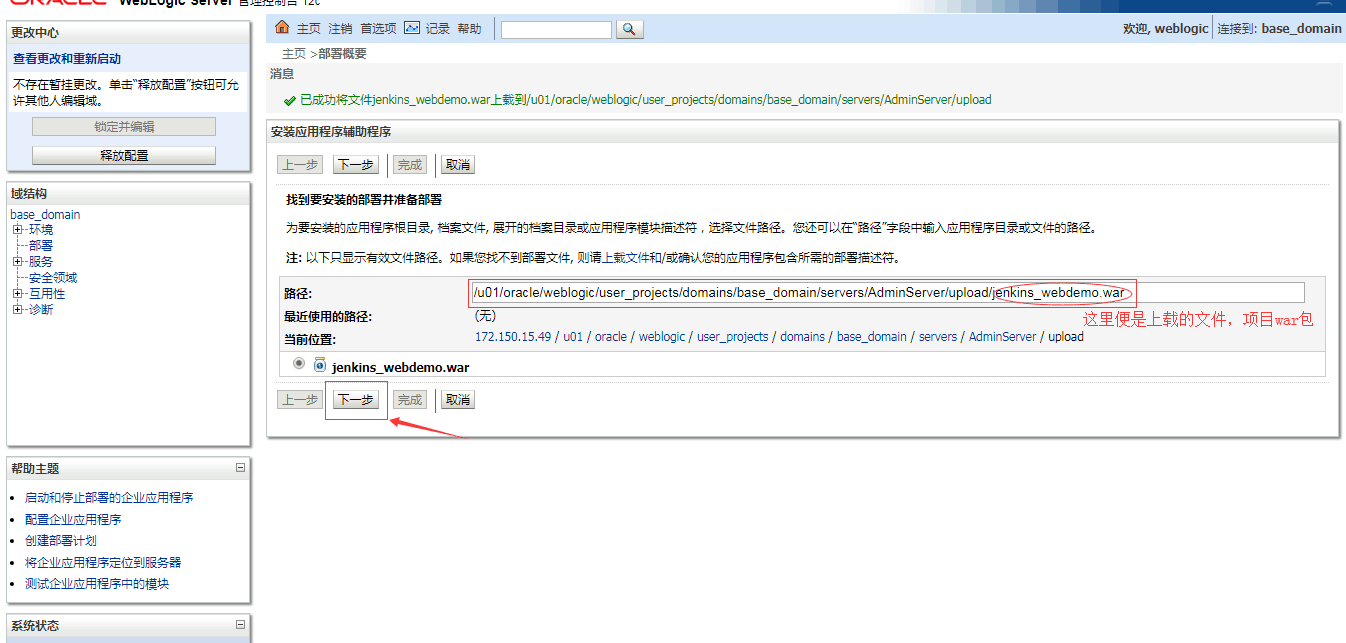 ORACLE WebLogic Server 管理控制台 12c
更改中心
查看更改和重新启动
不存在暂挂更改。单击“释放配置”按钮可允
许其他人编辑域。
锁定并编辑
释放配置
域结构
base_domain
环境
部署
服务
安全领域
互用性
诊断
帮助主题
启动和停止部署的企业应用程序
配置企业应用程序
创建部署计划
将企业应用程序定位到服务器
测试企业应用程序中的模块
系统状态
主页 注销 首选项 记录 帮助
欢迎, weblogic 连接到: base_domain
主页 >部署概要
消息
已成功将文件jenkins_webdemo.war上载到/u01/oracle/weblogic/user_projects/domains/base_domain/servers/AdminServer/upload
安装应用程序辅助程序
上一步 下一步 完成 取消
找到要安装的部署并准备部署
为要安装的应用程序根目录, 档案文件, 展开的档案目录或应用程序模块描述符，选择文件路径。您还可以在“路径”字段中输入应用程序目录或文件的路径。
注: 以下只显示有效文件路径。如果您找不到部署文件, 则请上载文件和/或确认您的应用程序包含所需的部署描述符。
路径: /u01/oracle/weblogic/user_projects/domains/base_domain/servers/AdminServer/upload/jenkins_webdemo.war
最近使用的路径: (无)
这里便是上载的文件，项目war包
当前位置: 172.150.15.49 / u01 / oracle / weblogic / user_projects / domains / base_domain / servers / AdminServer / upload
jenkins_webdemo.war
上一步 下一步 完成 取消